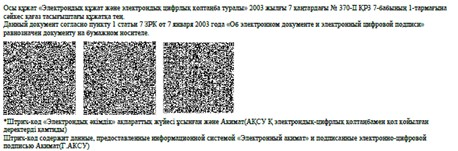 Осы құжат «Электрондық құжат және электрондық цифрлық қолтаңба туралы» 2003 жылғы 7 қаңтардағы № 370-II ҚРЗ 7-бабының 1-тармағына
сәйкес қағаз тасығыштағы құжатқа тең.
Данный документ согласно пункту 1 статьи 7 ЗРК от 7 января 2003 года «Об электронном документе и электронный цифровой подписи»
равнозначен документу на бумажном носителе.
*Штрих-код «Электрондық әкімдік» ақпараттық жүйесі ұсынған және Акимат(АҚСУ Қ электрондық-цифрлық қолтаңбамен қол қойылған
деректерді қамтиды)
Штрих-код содержит данные, предоставленные информационной системой «Электронный акимат» и подписанные электронно-цифровой
подписью Акимат(Г.АКСУ)